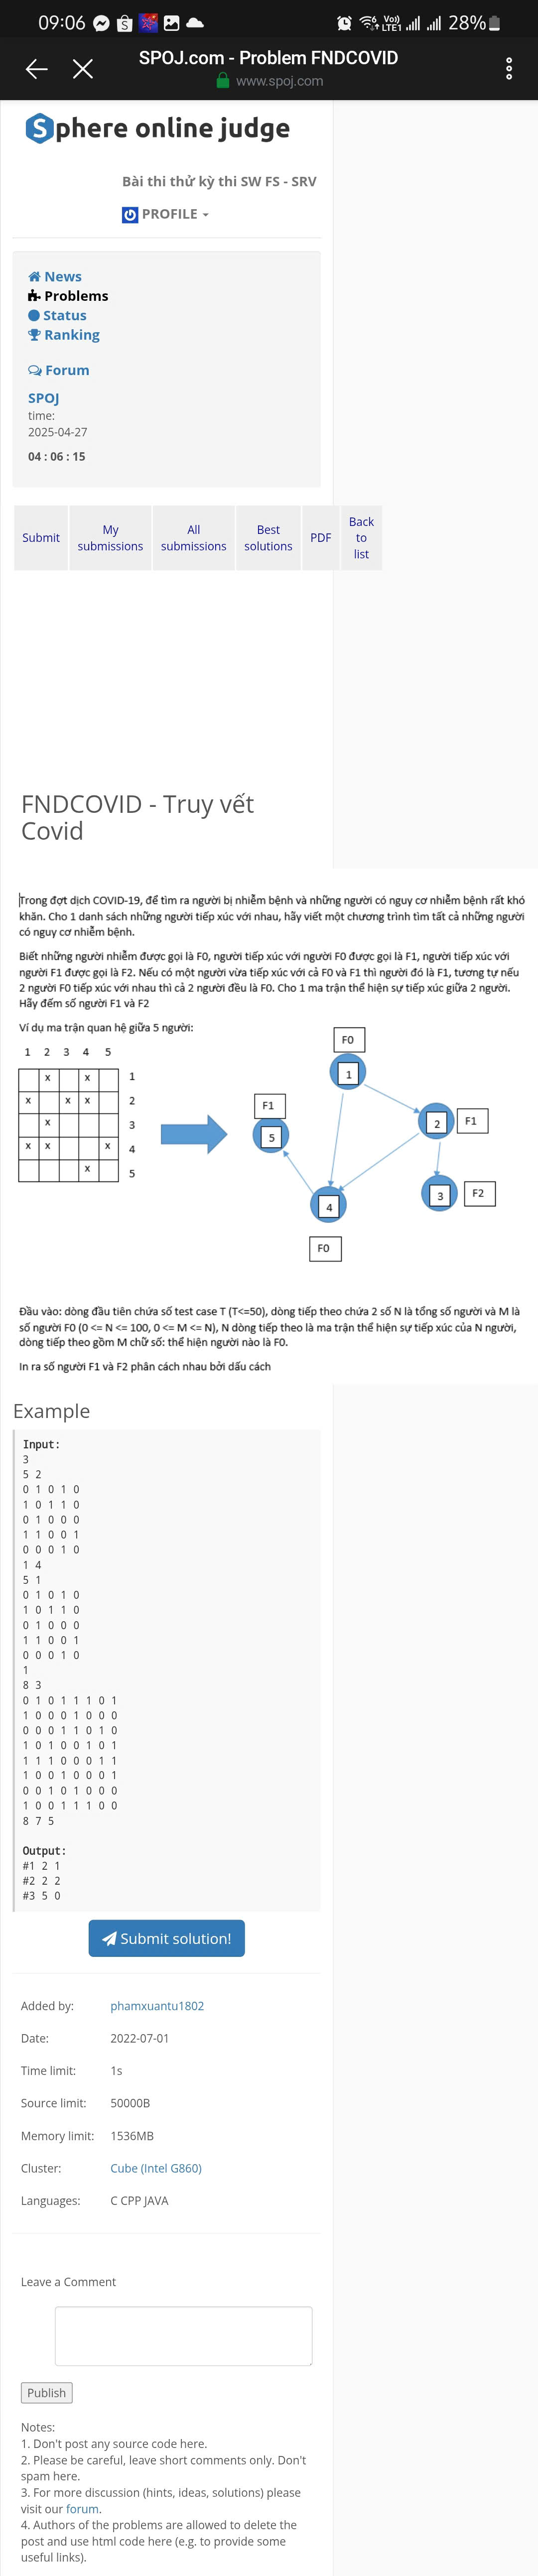 09:06
Vo))
LTE1
28%
SPOJ.com - Problem FNDCOVID
www.spoj.com
Sphere online judge
Bài thi thử kỳ thi SW FS - SRV
PROFILE
News
Problems
Status
Ranking
Forum
SPOJ
time:
2025-04-27
04 : 06 : 15
Submit
My submissions
All submissions
Best solutions
PDF
Back to list
FNDCOVID - Truy vết
Covid
Trong đợt dịch COVID-19, để tìm ra người bị nhiễm bệnh và những người có nguy cơ nhiễm bệnh rất khó
khăn. Cho 1 danh sách những người tiếp xúc với nhau, hãy viết một chương trình tìm tất cả những người
có nguy cơ nhiễm bệnh.
Biết những người nhiễm được gọi là F0, người tiếp xúc với người F0 được gọi là F1, người tiếp xúc với
người F1 được gọi là F2. Nếu có một người vừa tiếp xúc với cả F0 và F1 thì người đó là F1, tương tự nếu
2 người F0 tiếp xúc với nhau thì cả 2 người đều là F0. Cho 1 ma trận thể hiện sự tiếp xúc giữa 2 người.
Hãy đếm số người F1 và F2
Ví dụ ma trận quan hệ giữa 5 người:
1 2 3 4 5
x x 1
x x x 2
x 3
x x x 4
x 5
F0
1
F1
5
2
F1
3
F2
4
F0
Đầu vào: dòng đầu tiên chứa số test case T (T<=50), dòng tiếp theo chứa 2 số N là tổng số người và M là
số người F0 (0 <= N <= 100, 0 <= M <= N), N dòng tiếp theo là ma trận thể hiện sự tiếp xúc của N người,
dòng tiếp theo gồm M chữ số: thể hiện người nào là F0.
In ra số người F1 và F2 phân cách nhau bởi dấu cách
Example
Input:
3
5 2
0 1 0 1 0
1 0 1 1 0
0 1 0 0 0
1 1 0 0 1
0 0 0 1 0
1 4
5 1
0 1 0 1 0
1 0 1 1 0
0 1 0 0 0
1 1 0 0 1
0 0 0 1 0
1
8 3
0 1 0 1 1 1 0 1
1 0 0 0 1 0 0 0
0 0 0 1 1 0 1 0
1 0 1 0 0 1 0 1
1 1 1 0 0 0 1 1
1 0 0 1 0 0 0 1
0 0 1 0 1 0 0 0
1 0 0 1 1 1 0 0
8 7 5
Output:
#1 2 1
#2 2 2
#3 5 0
Submit solution!
Added by: phamxuantu1802
Date: 2022-07-01
Time limit: 1s
Source limit: 50000B
Memory limit: 1536MB
Cluster: Cube (Intel G860)
Languages: C CPP JAVA
Leave a Comment
Publish
Notes:
1. Don't post any source code here.
2. Please be careful, leave short comments only. Don't
spam here.
3. For more discussion (hints, ideas, solutions) please
visit our forum.
4. Authors of the problems are allowed to delete the
post and use html code here (e.g. to provide some
useful links).